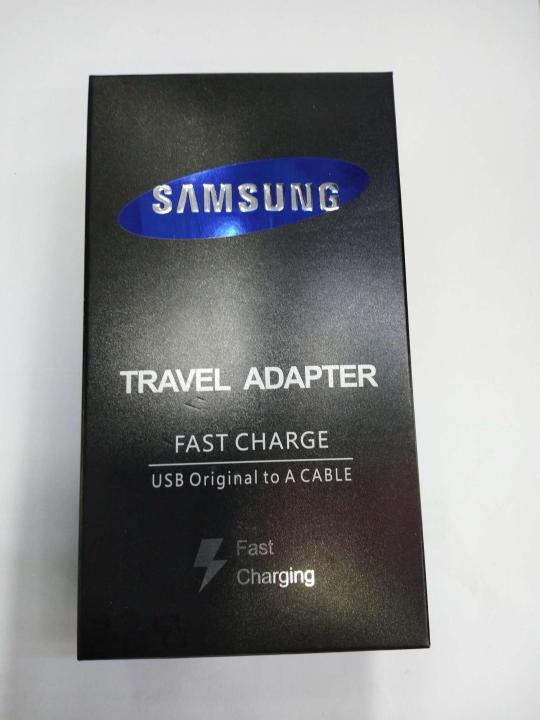 SAMSUNG
TRAVEL ADAPTER
FAST CHARGE
USB Original to A CABLE
Fast
Charging